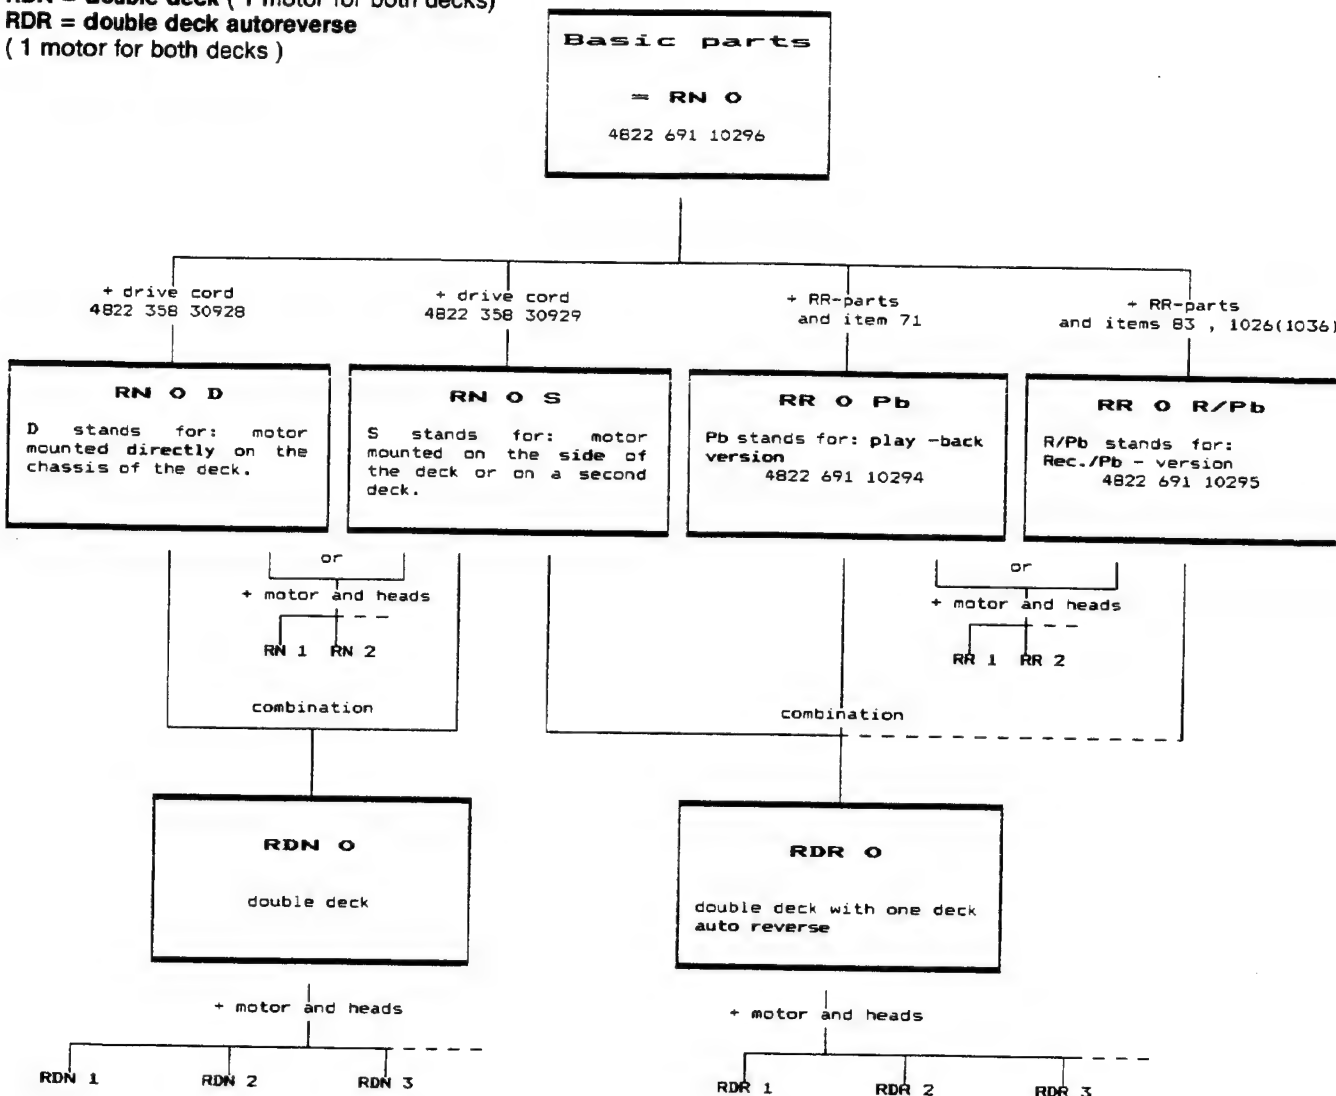 RDN = double deck ( 1 motor for both decks)
RDR = double deck autoreverse
( 1 motor for both decks )
Basic parts
= RN 0
4822 691 10296
+ drive cord
4822 358 30928
+ drive cord
4822 358 30929
+ RR-parts
and item 71
+ RR-parts
and items 83 , 1026(1036)
RN 0 D
D stands for: motor
mounted directly on the
chassis of the deck.
RN 0 S
S stands for: motor
mounted on the side of
the deck or on a second
deck.
RR 0 Pb
Pb stands for: play -back
version
4822 691 10294
RR 0 R/Pb
R/Pb stands for:
Rec./Pb - version
4822 691 10295
or
+ motor and heads
RN 1 RN 2
or
+ motor and heads
RR 1 RR 2
combination
combination
RDN 0
double deck
RDR 0
double deck with one deck
auto reverse
+ motor and heads
RDN 1 RDN 2 RDN 3
+ motor and heads
RDR 1 RDR 2 RDR 3